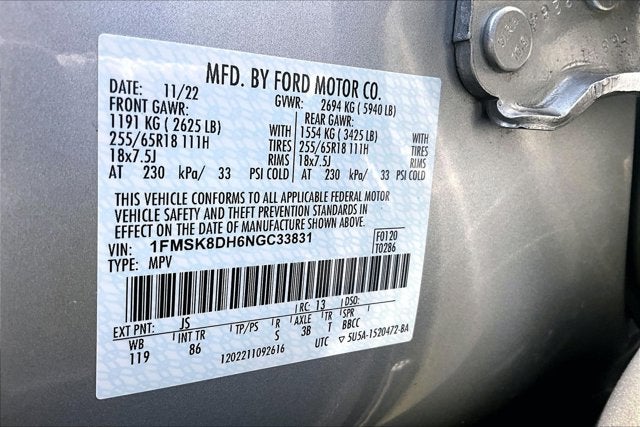 MFD. BY FORD MOTOR CO.
DATE: 11/22 GVWR: 2694 KG ( 5940 LB)
FRONT GAWR: REAR GAWR:
1191 KG ( 2625 LB) WITH 1554 KG ( 3425 LB) WITH
255/65R18 111H TIRES 255/65R18 111H TIRES
18x7.5J RIMS 18x7.5J RIMS
AT 230 kPa/ 33 PSI COLD AT 230 kPa/ 33 PSI COLD
THIS VEHICLE CONFORMS TO ALL APPLICABLE FEDERAL MOTOR
VEHICLE SAFETY AND THEFT PREVENTION STANDARDS IN
EFFECT ON THE DATE OF MANUFACTURE SHOWN ABOVE.
VIN: 1FMSK8DH6NGC33831 F0120
TYPE: MPV T0286
RC: 13 DSO:
EXT PNT: JS
WB INT TR TP/PS R AXLE TR SPR
119 86 S 3B T BBCC
1202211092616 UTC ▽ 5U5A-1520472-BA